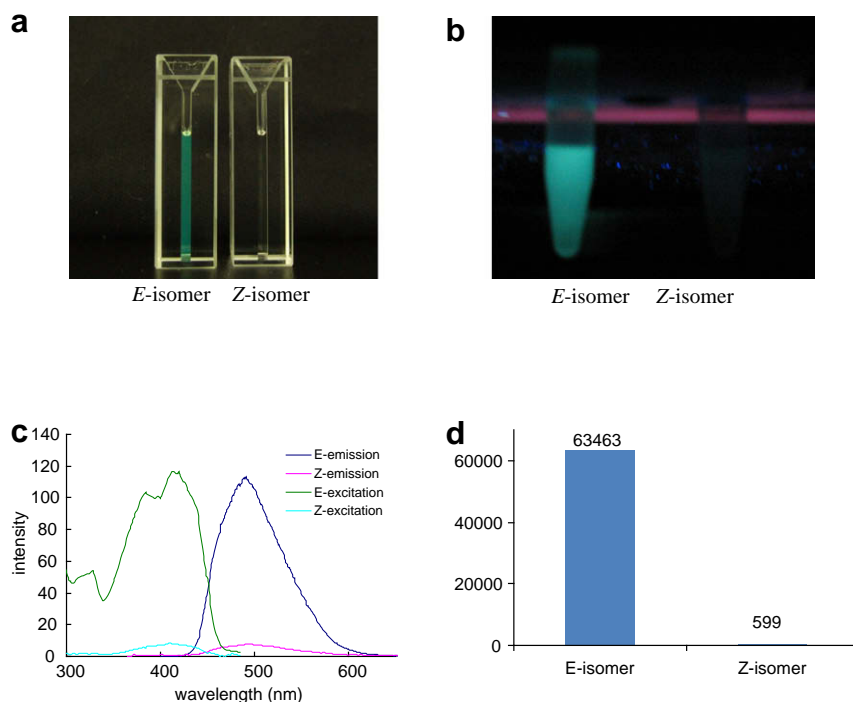 a
b
E-isomer Z-isomer
E-isomer Z-isomer
c
140
120
100
80
60
40
20
0
intensity
E-emission
Z-emission
E-excitation
Z-excitation
300 400 500 600
wavelength (nm)
d
60000
40000
20000
0
63463
599
E-isomer Z-isomer